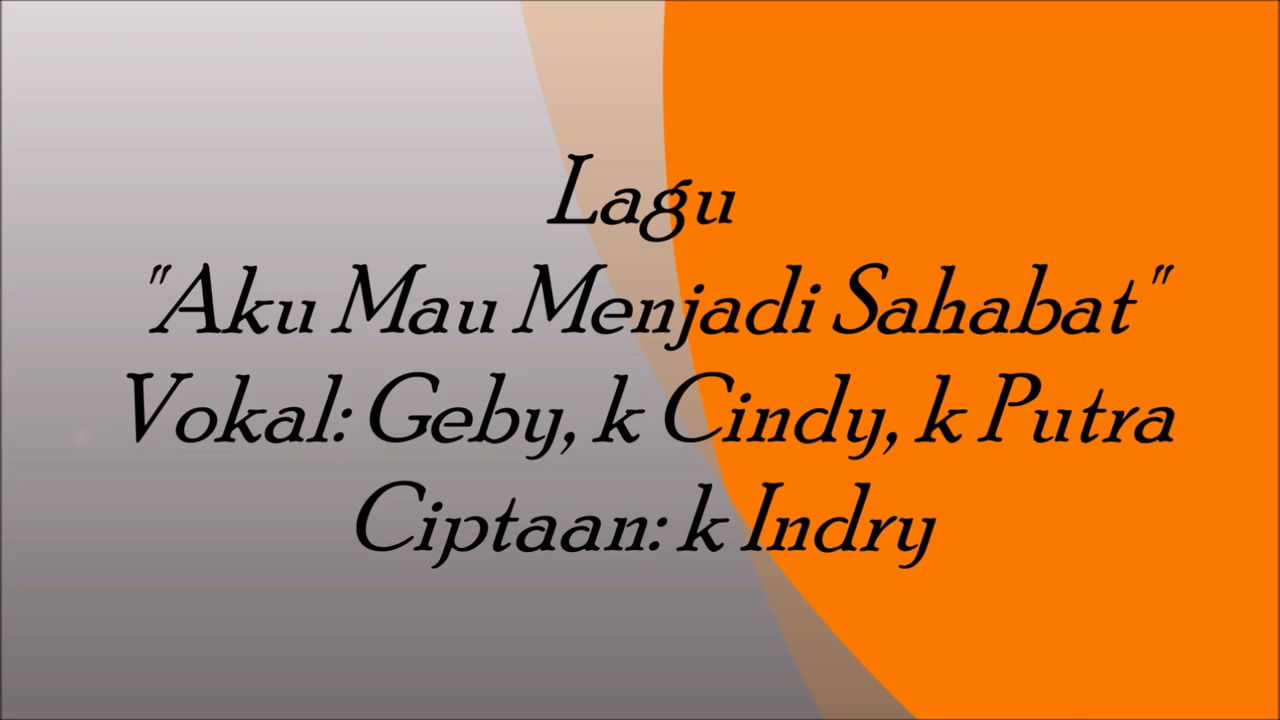 Lagu
"Aku Mau Menjadi Sahabat"
Vokal: Geby, k Cindy, k Putra
Ciptaan: k Indry